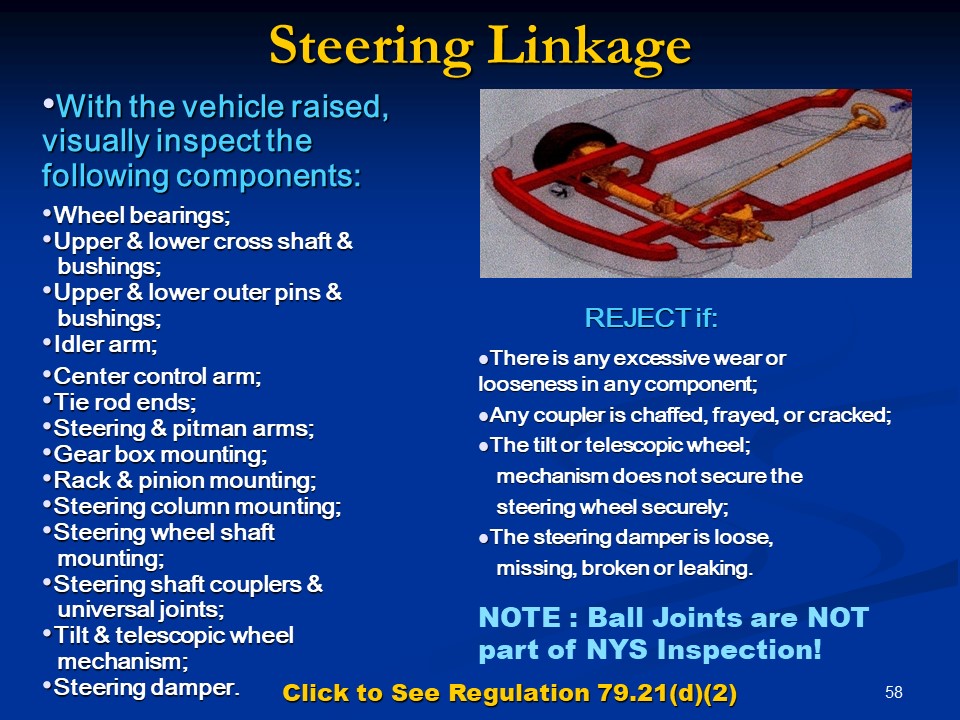 Steering Linkage
•With the vehicle raised,
visually inspect the
following components:
•Wheel bearings;
•Upper & lower cross shaft &
bushings;
•Upper & lower outer pins &
bushings;
•Idler arm;
•Center control arm;
•Tie rod ends;
•Steering & pitman arms;
•Gear box mounting;
•Rack & pinion mounting;
•Steering column mounting;
•Steering wheel shaft
mounting;
•Steering shaft couplers &
universal joints;
•Tilt & telescopic wheel
mechanism;
•Steering damper.
REJECT if:
●There is any excessive wear or
looseness in any component;
●Any coupler is chaffed, frayed, or cracked;
●The tilt or telescopic wheel;
mechanism does not secure the
steering wheel securely;
●The steering damper is loose,
missing, broken or leaking.
NOTE : Ball Joints are NOT
part of NYS Inspection!
Click to See Regulation 79.21(d)(2)
58